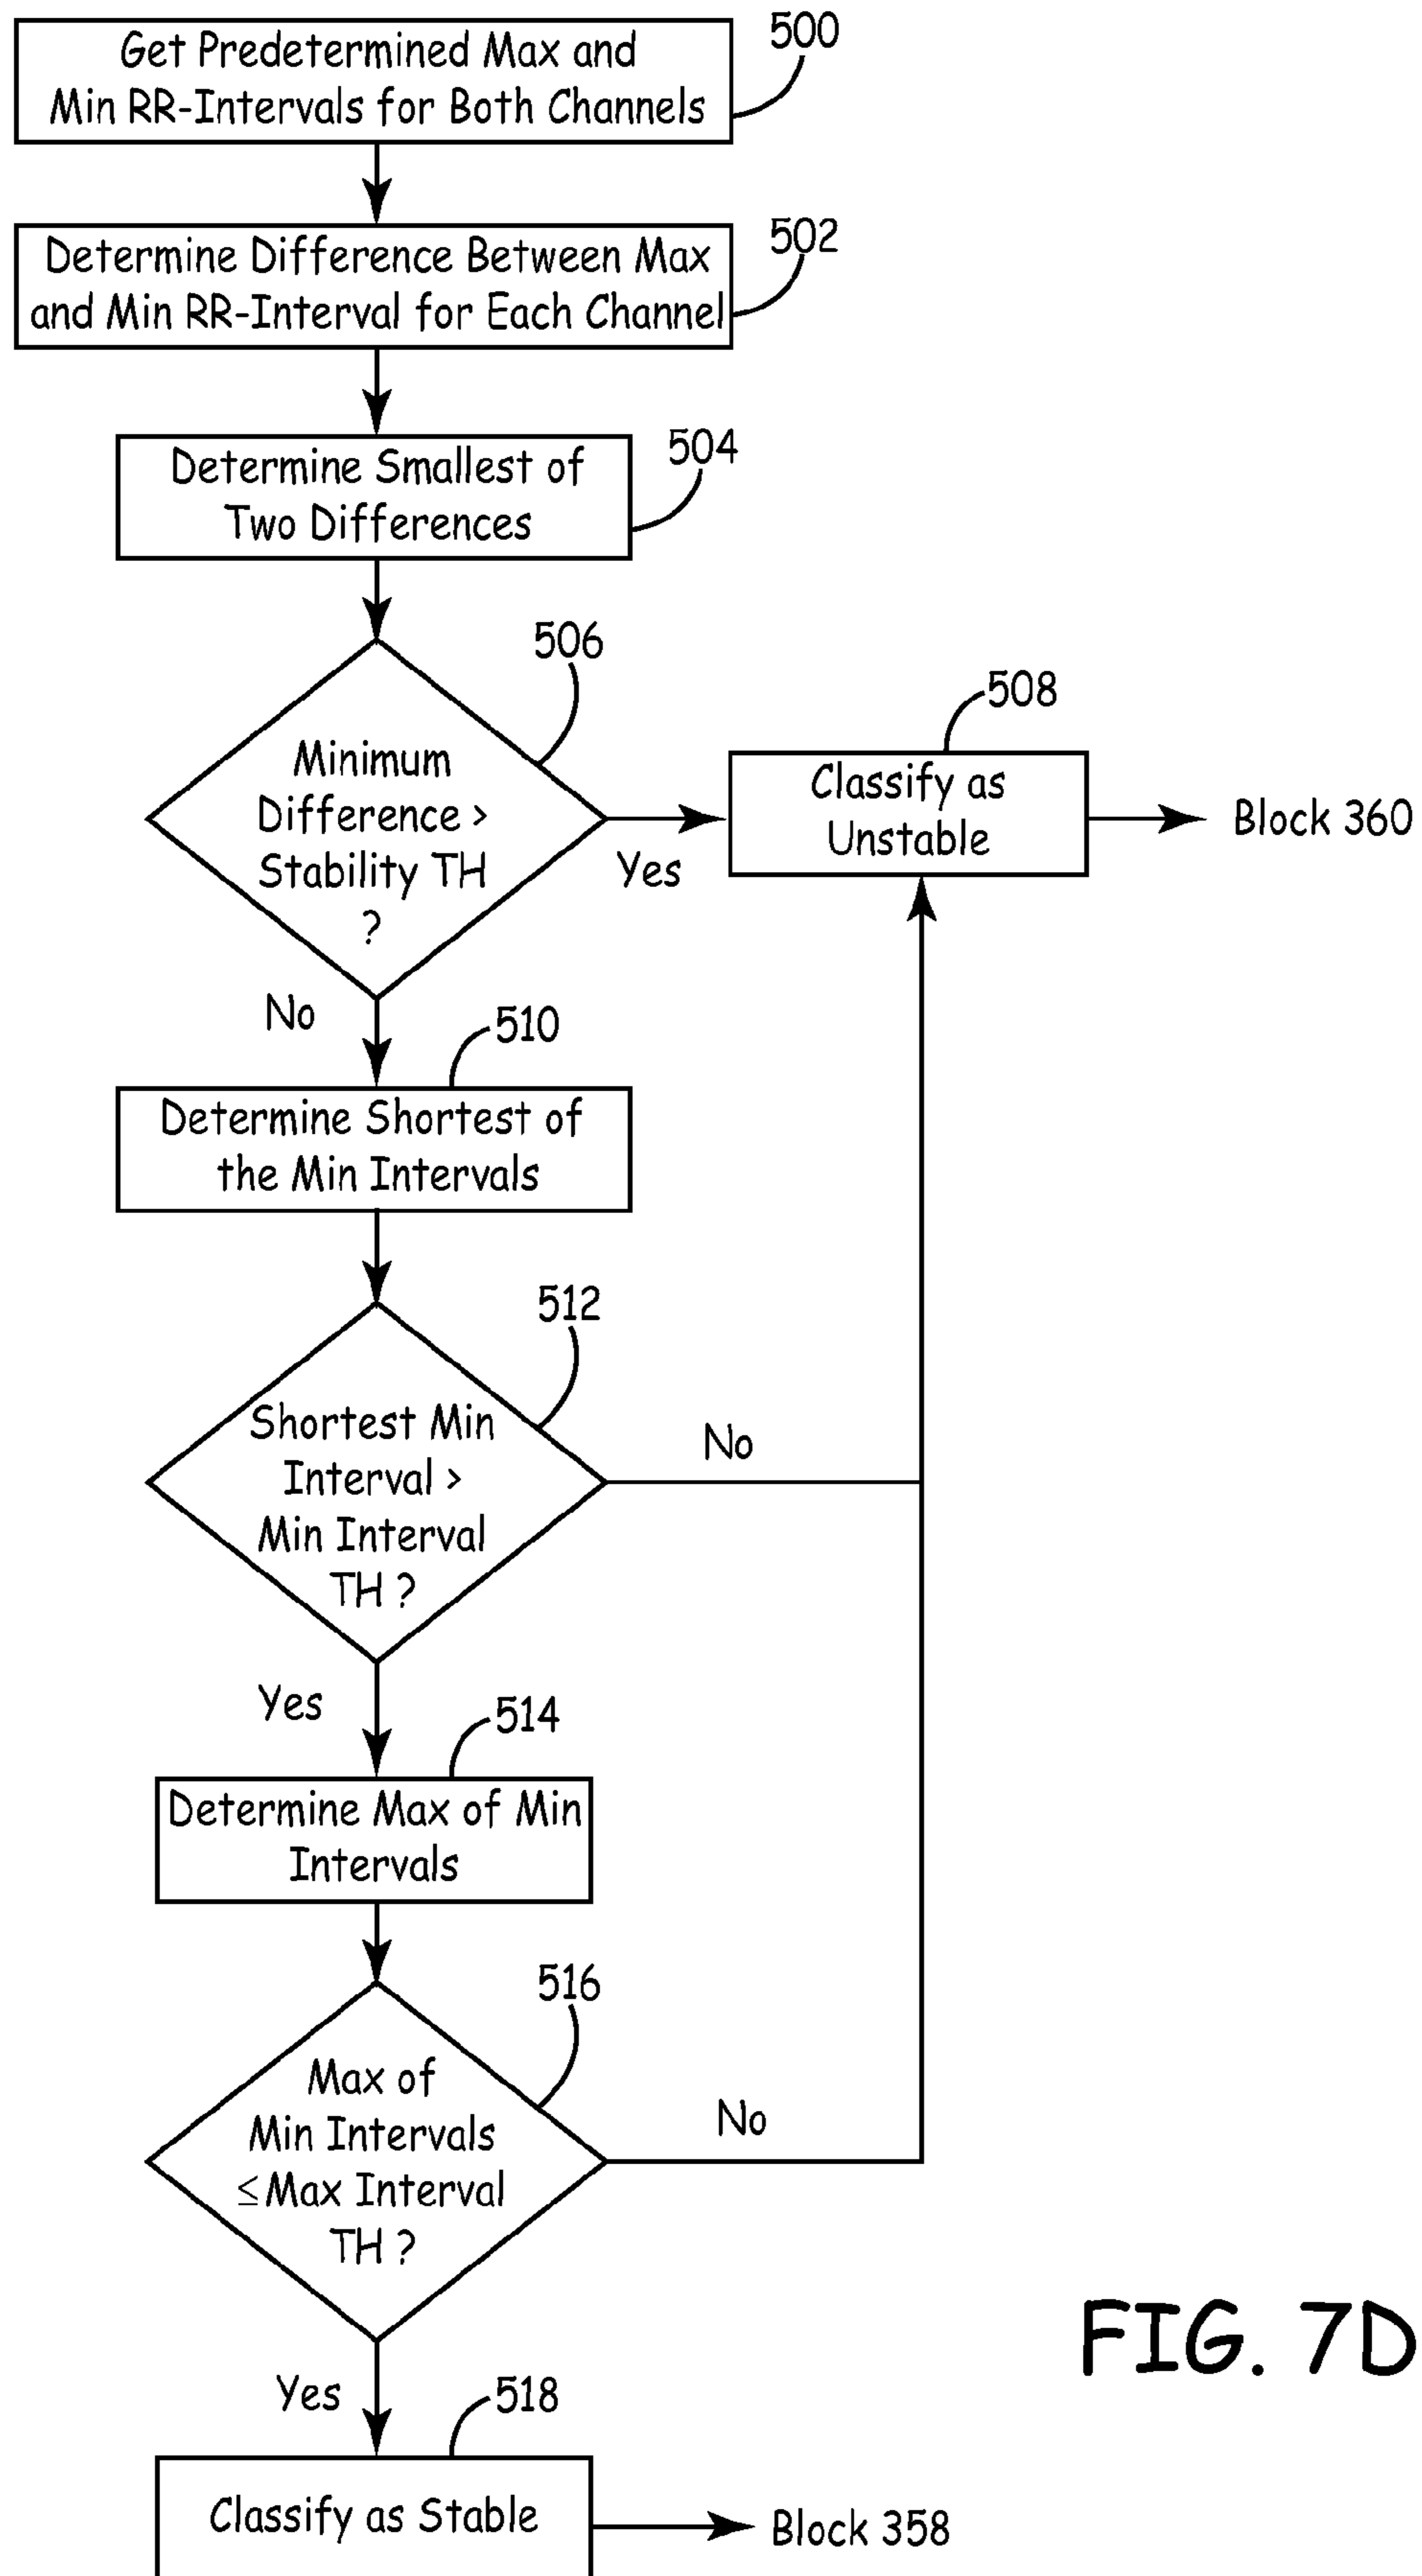 Get Predetermined Max and
Min RR-Intervals for Both Channels
500
Determine Difference Between Max
and Min RR-Interval for Each Channel
502
Determine Smallest of
Two Differences
504
506
Minimum
Difference >
Stability TH
?
Yes
508
Classify as
Unstable
Block 360
No
510
Determine Shortest of
the Min Intervals
512
Shortest Min
Interval >
Min Interval
TH ?
No
Yes
514
Determine Max of Min
Intervals
516
Max of
Min Intervals
≤ Max Interval
TH ?
No
Yes
518
Classify as Stable
Block 358
FIG. 7D